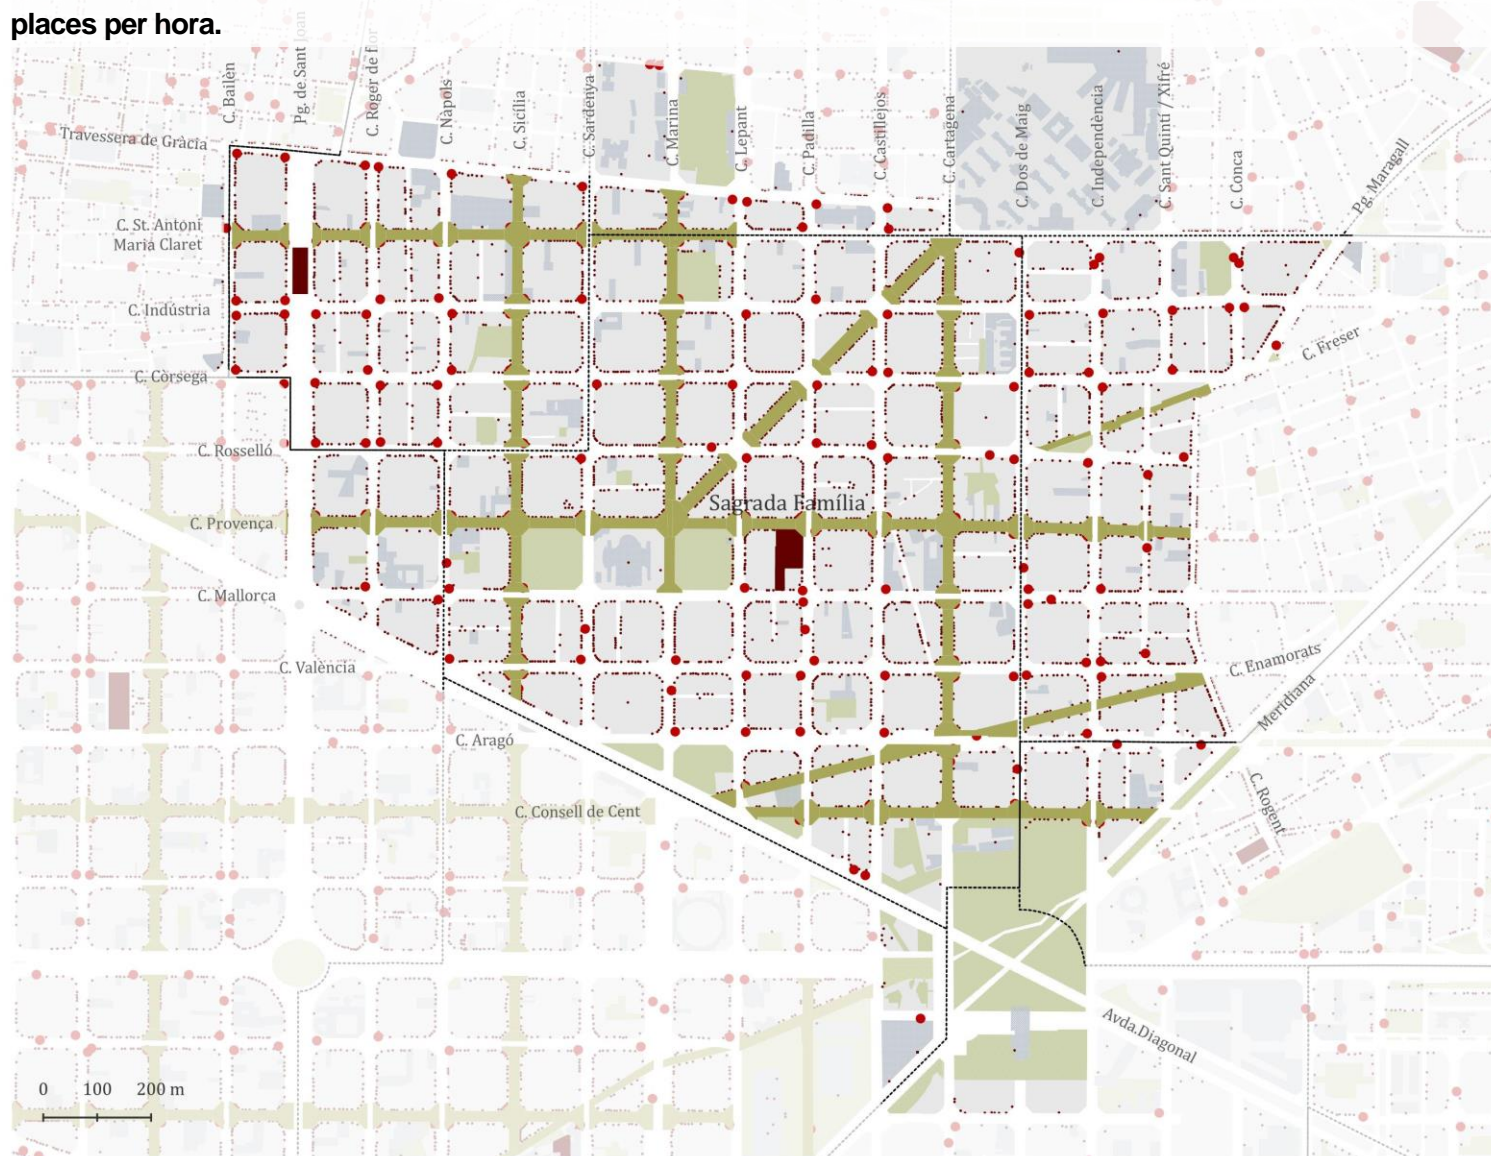 places per hora.
C. Bailèn
Pg. de Sant Joan
C. Roger de Flor
C. Nàpols
C. Sicília
C. Sardenya
C. Marina
C. Lepant
C. Padilla
C. Castillejos
C. Cartagena
C. Dos de Maig
C. Independència
C. Sant Quintí / Xifré
C. Conca
Pg. Maragall
Travessera de Gràcia
C. St. Antoni
Maria Claret
C. Indústria
C. Freser
C. Còrsega
C. Rosselló
Sagrada Família
C. Provença
C. Mallorca
C. València
C. Enamorats
Meridiana
C. Aragó
C. Rogent
C. Consell de Cent
Avda.Diagonal
0 100 200 m